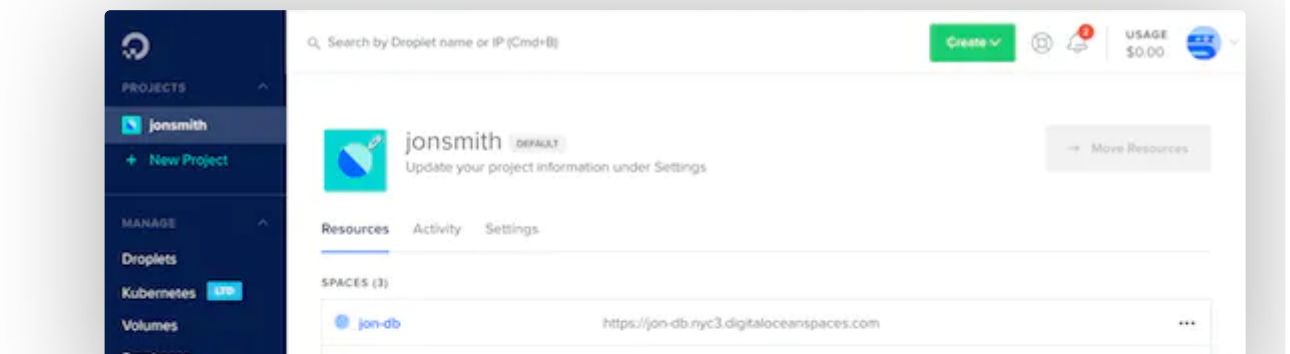 Search by Droplet name or IP (Cmd+B)
Create
2
USAGE
$0.00
PROJECTS
jonsmith
+ New Project
MANAGE
Droplets
Kubernetes LTD
Volumes
jonsmith DEFAULT
Update your project information under Settings
→ Move Resources
Resources Activity Settings
SPACES (3)
jon-db https://jon-db.nyc3.digitaloceanspaces.com ...